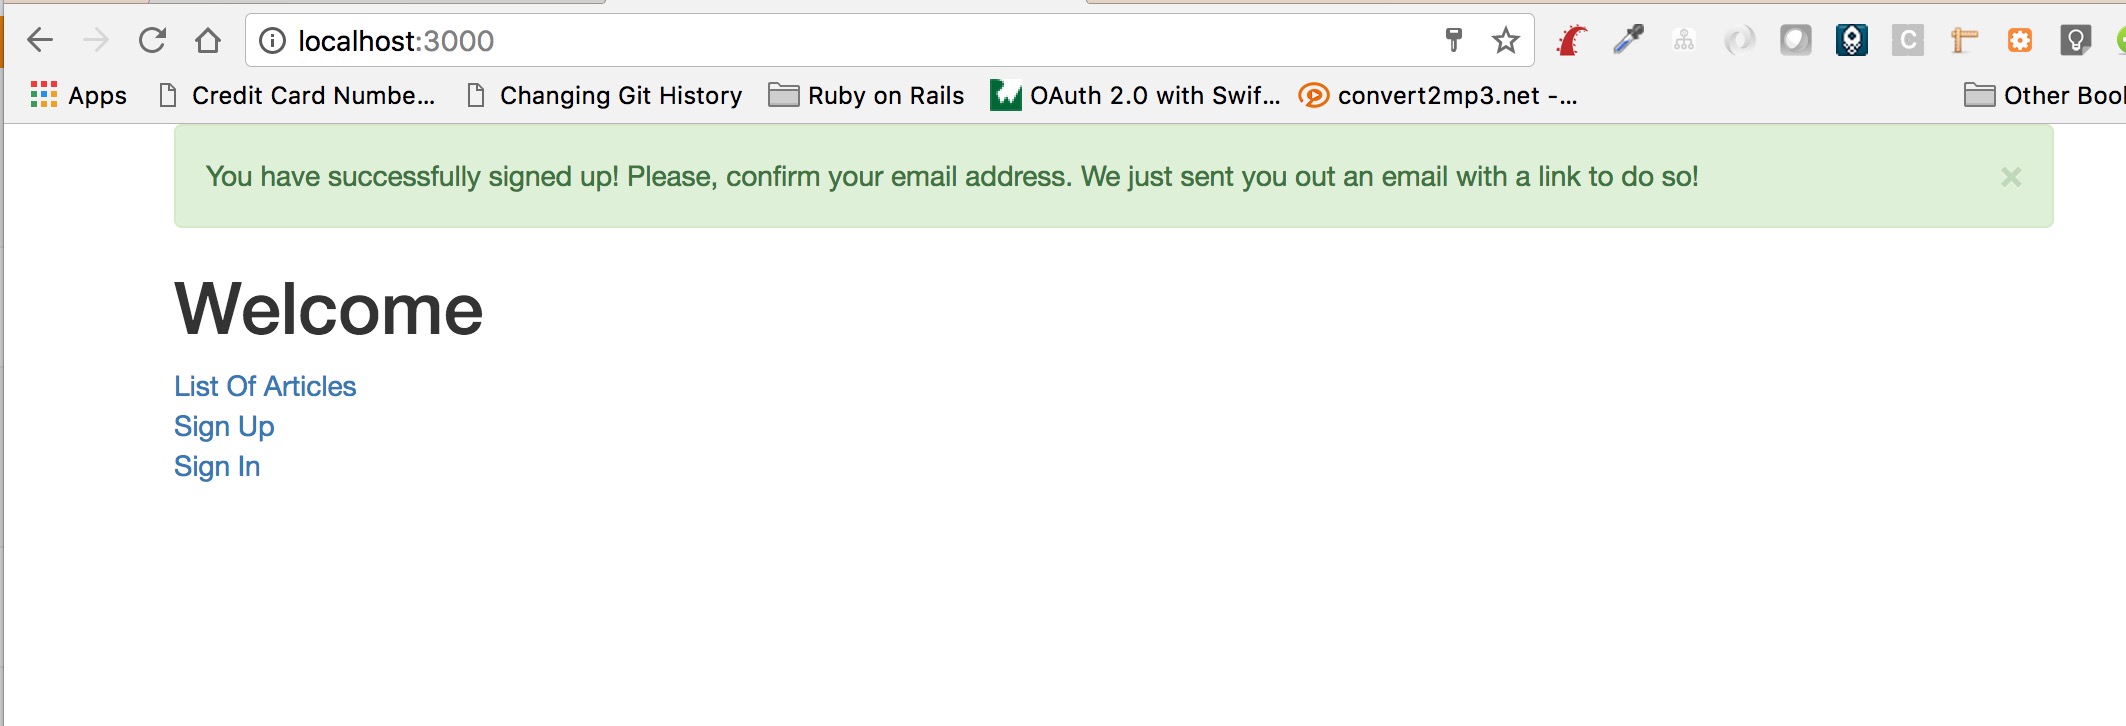 localhost:3000
Apps Credit Card Numbe... Changing Git History Ruby on Rails OAuth 2.0 with Swif... convert2mp3.net -... Other
You have successfully signed up! Please, confirm your email address. We just sent you out an email with a link to do so! ×
Welcome
List Of Articles
Sign Up
Sign In